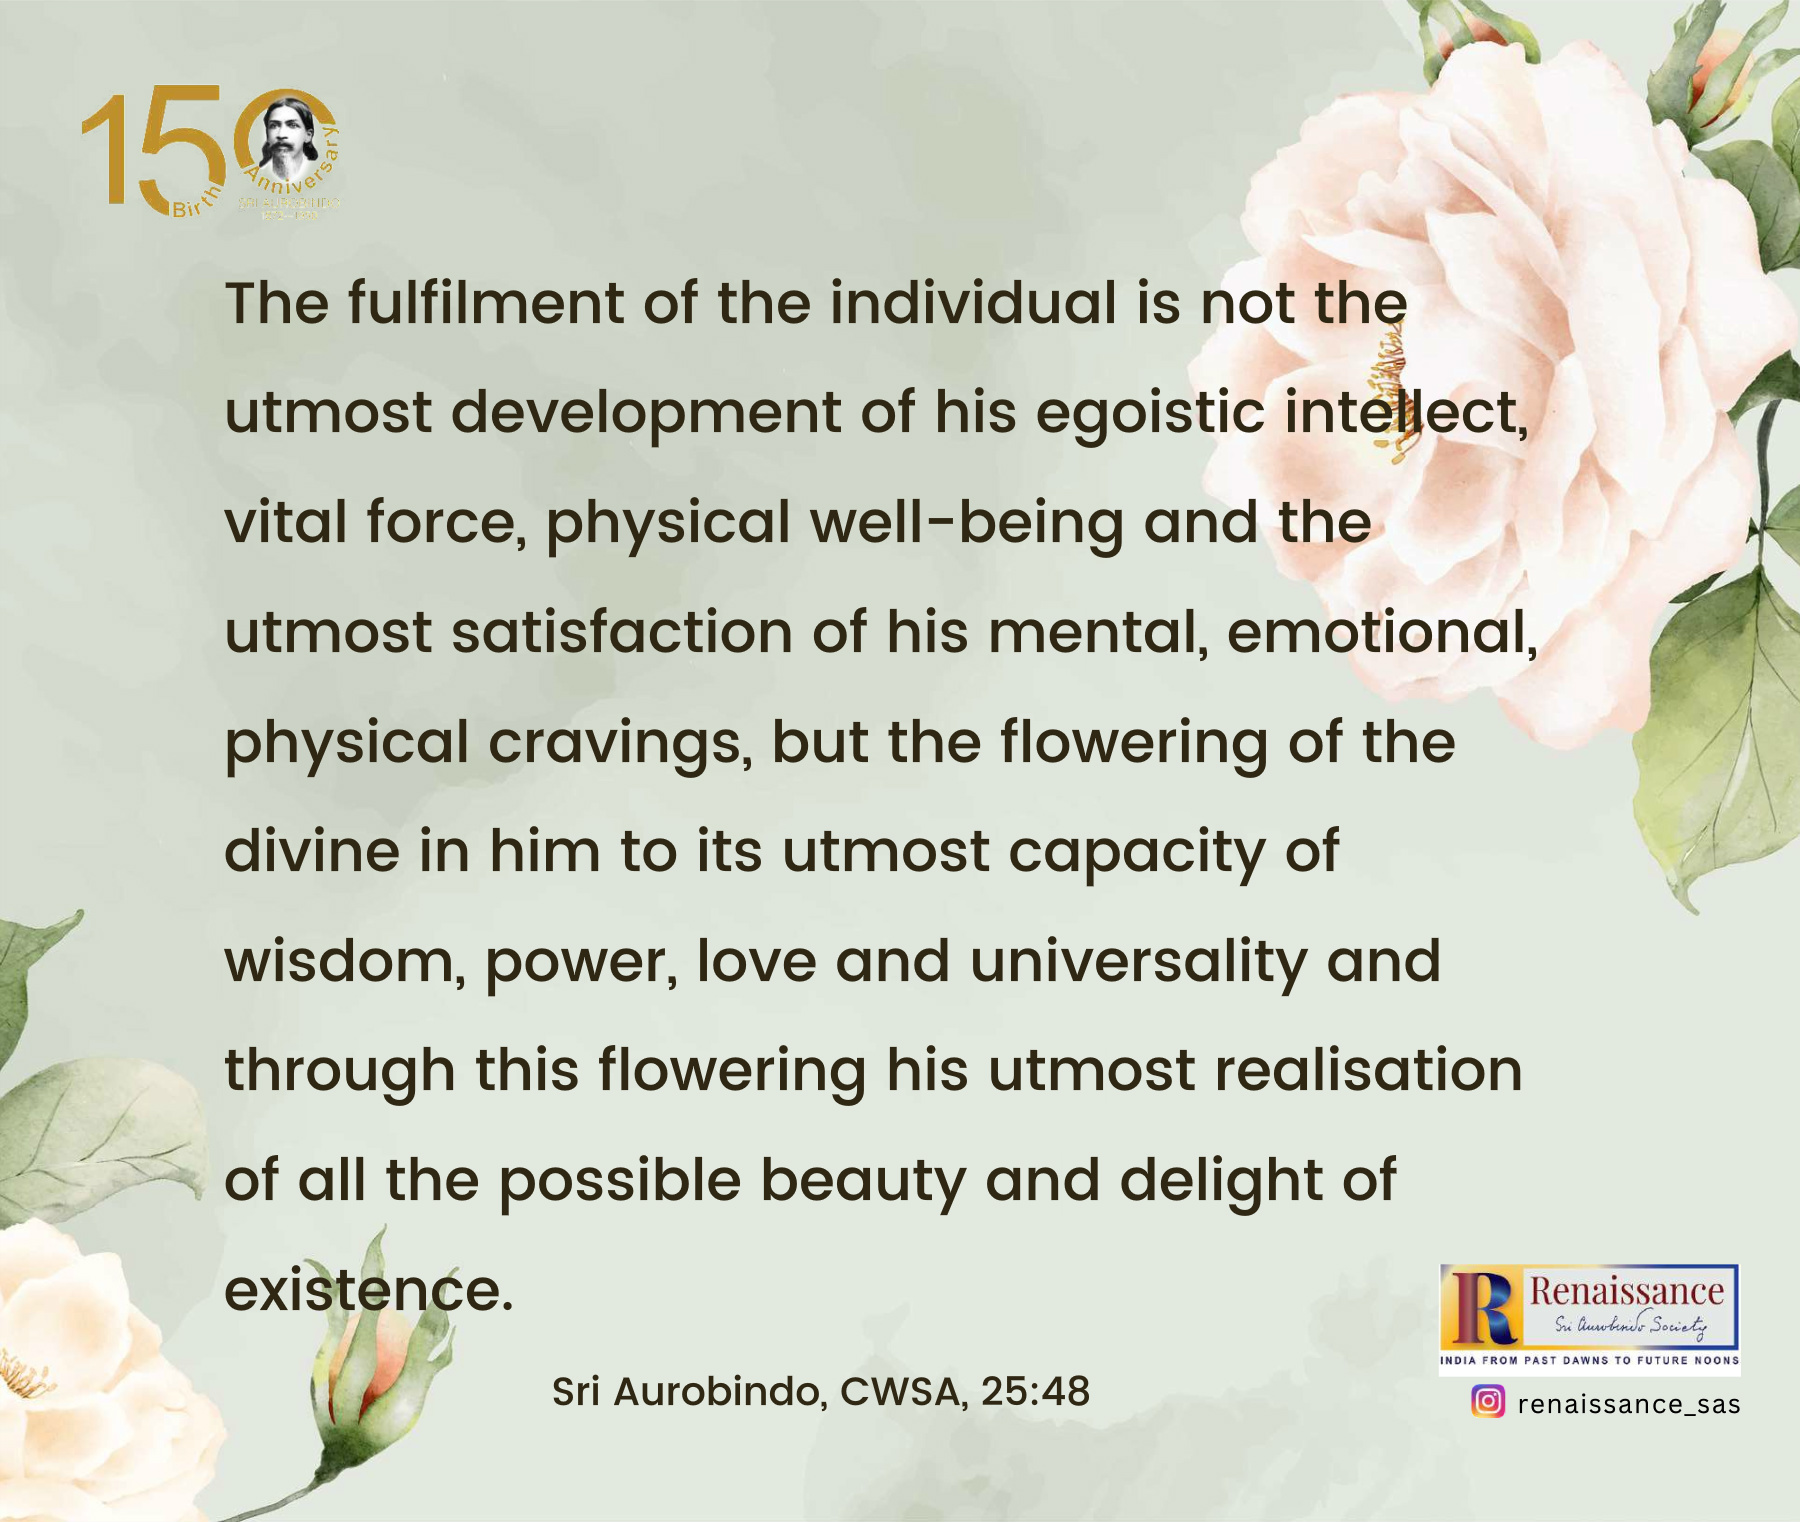 150
Birth Anniversary
The fulfilment of the individual is not the
utmost development of his egoistic intellect,
vital force, physical well-being and the
utmost satisfaction of his mental, emotional,
physical cravings, but the flowering of the
divine in him to its utmost capacity of
wisdom, power, love and universality and
through this flowering his utmost realisation
of all the possible beauty and delight of
existence.
Sri Aurobindo, CWSA, 25:48
R Renaissance
Sri Aurobindo Society
INDIA FROM PAST DAWNS TO FUTURE NOONS
renaissance_sas